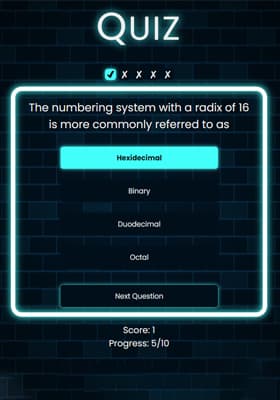 Quiz
✓ ✗ ✗ ✗ ✗
The numbering system with a radix of 16
is more commonly referred to as
Hexidecimal
Binary
Duodecimal
Octal
Next Question
Score: 1
Progress: 5/10